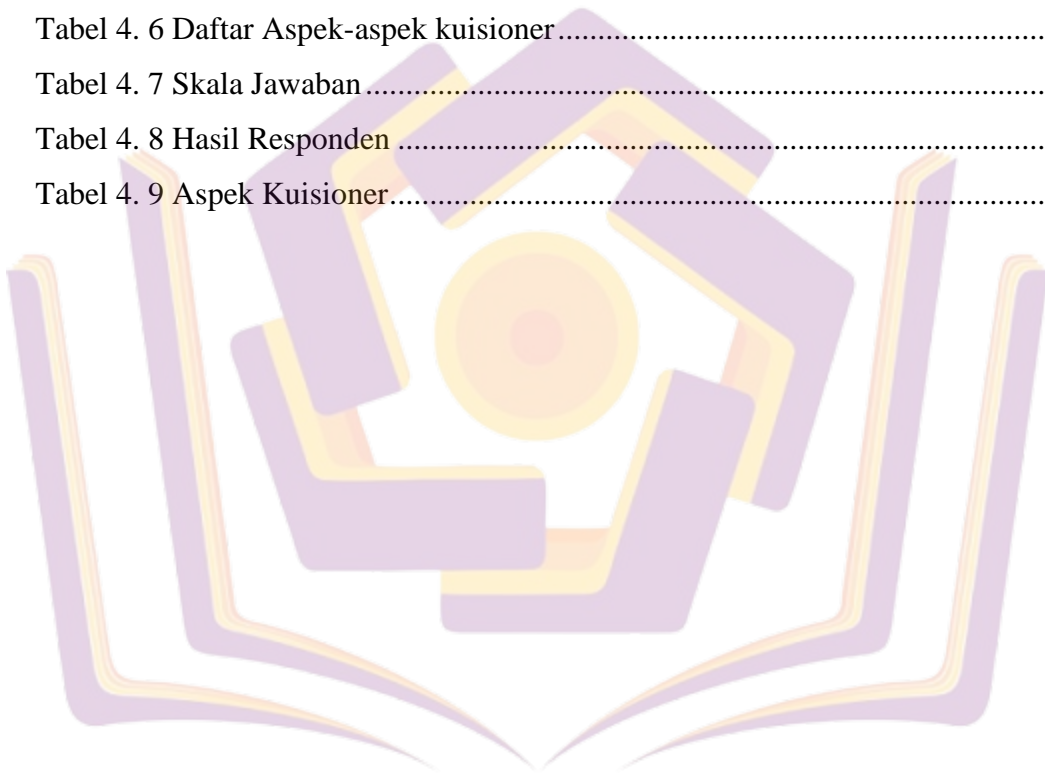 Tabel 4. 6 Daftar Aspek-aspek kuisioner..........................................................
Tabel 4. 7 Skala Jawaban ....................................................................................
Tabel 4. 8 Hasil Responden ................................................................................
Tabel 4. 9 Aspek Kuisioner.................................................................................